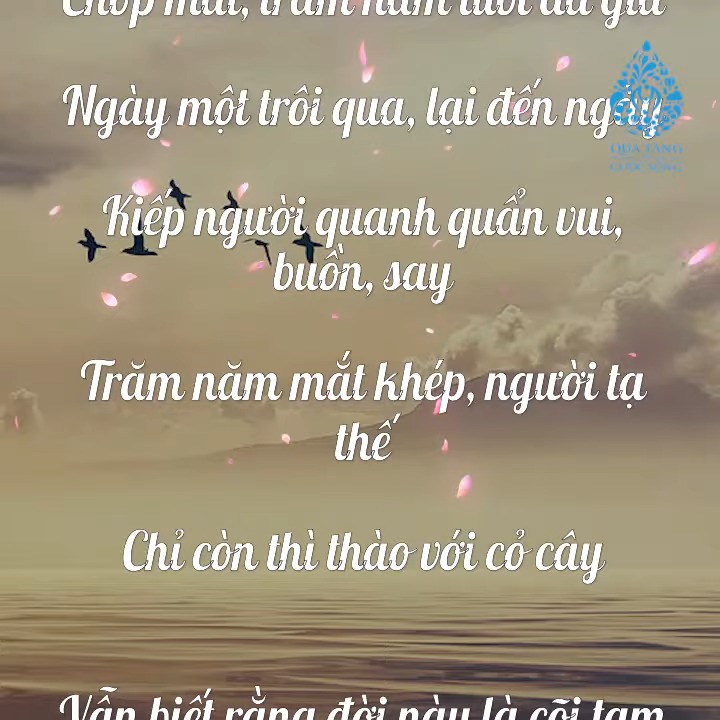 Chớp mắt, trăm năm tuổi đã già
Ngày một trôi qua, lại đến ngày
QUÀ TẶNG
CUỘC SỐNG
Kiếp người quanh quẩn vui,
buồn, say
Trăm năm mắt khép, người tạ
thế
Chỉ còn thì thào với cỏ cây
Vẫn biết rằng đời này là cõi tạm